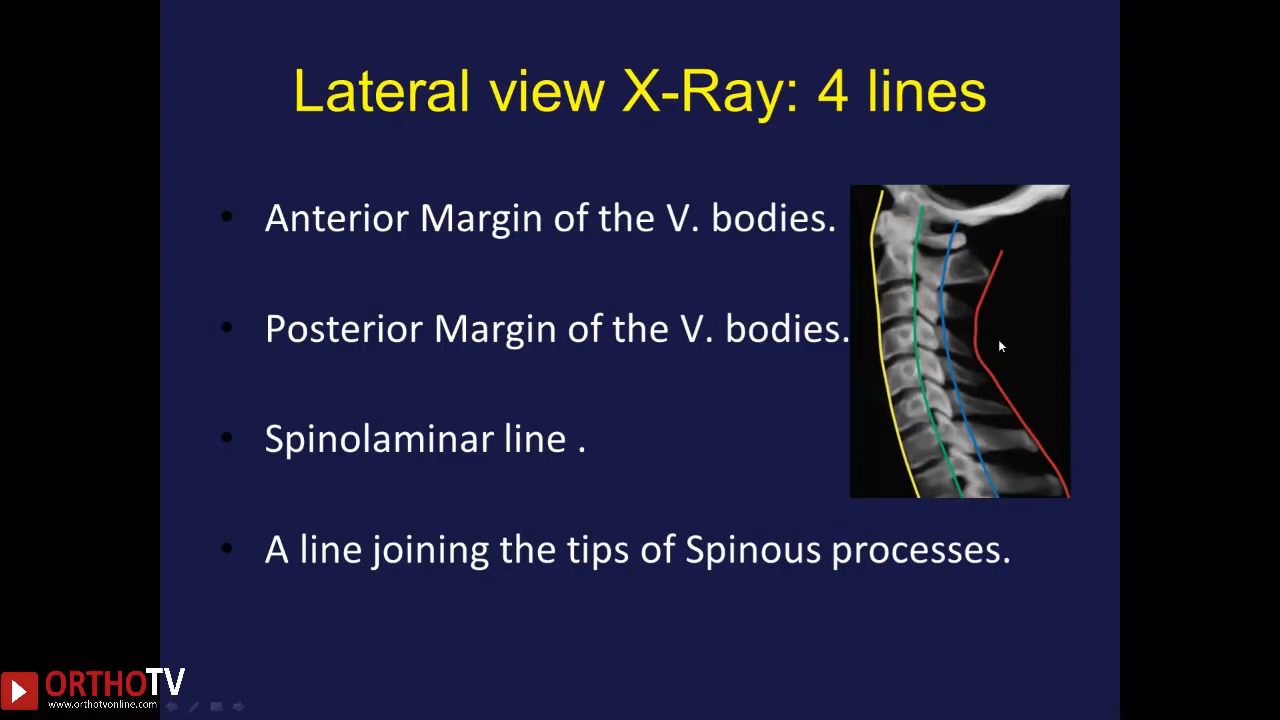 Lateral view X-Ray: 4 lines
• Anterior Margin of the V. bodies.
• Posterior Margin of the V. bodies.
• Spinolaminar line .
• A line joining the tips of Spinous processes.
ORTHOTV
www.orthotvonline.com